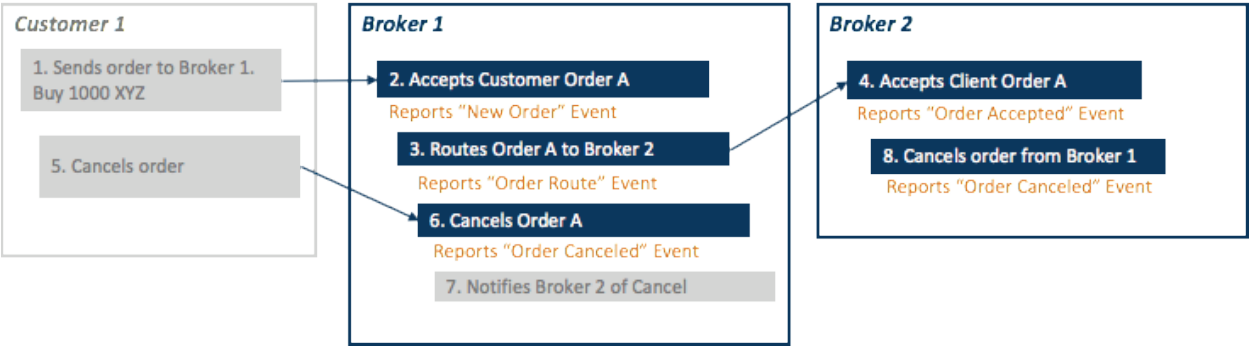 Customer 1
1. Sends order to Broker 1.
Buy 1000 XYZ
5. Cancels order
Broker 1
2. Accepts Customer Order A
Reports "New Order" Event
3. Routes Order A to Broker 2
Reports "Order Route" Event
6. Cancels Order A
Reports "Order Canceled" Event
7. Notifies Broker 2 of Cancel
Broker 2
4. Accepts Client Order A
Reports "Order Accepted" Event
8. Cancels order from Broker 1
Reports "Order Canceled" Event